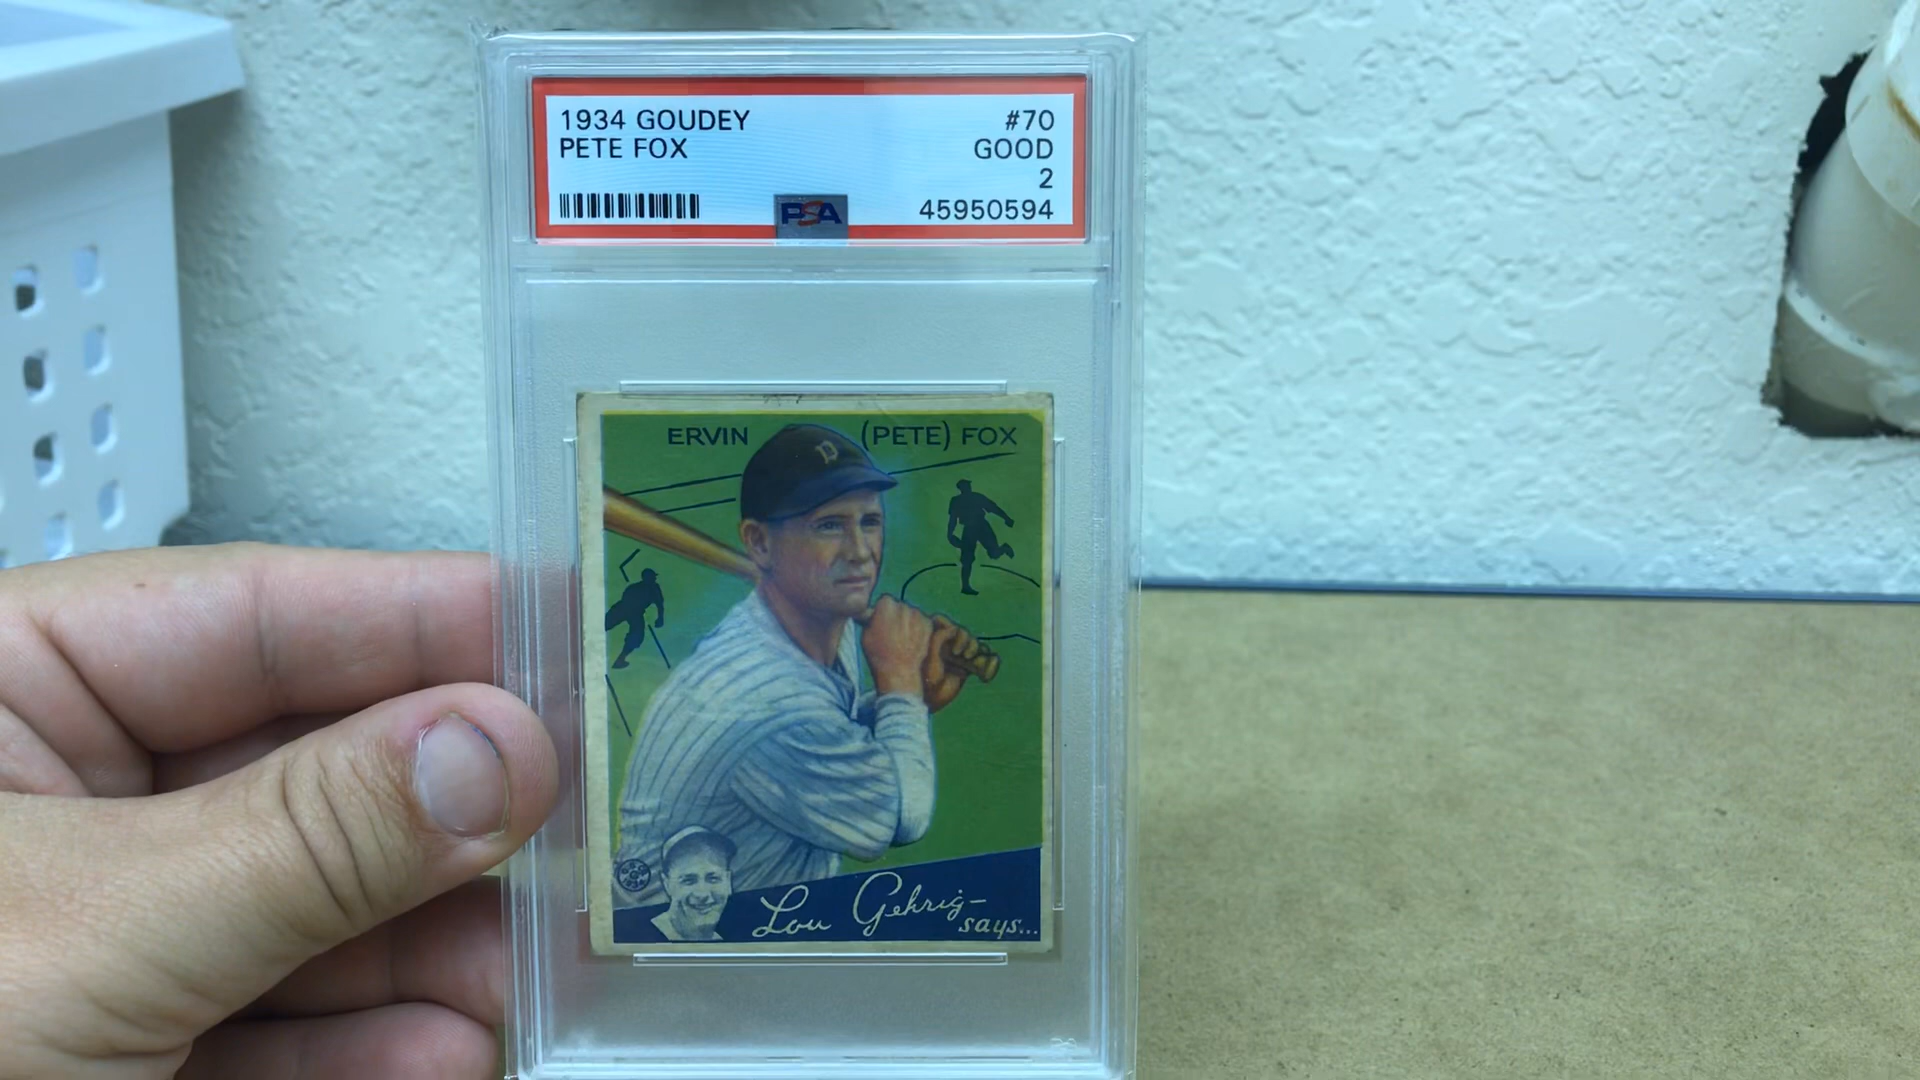 1934 GOUDEY #70
PETE FOX GOOD
2
PSA 45950594
ERVIN (PETE) FOX
D
Lou Gehrig-
says...